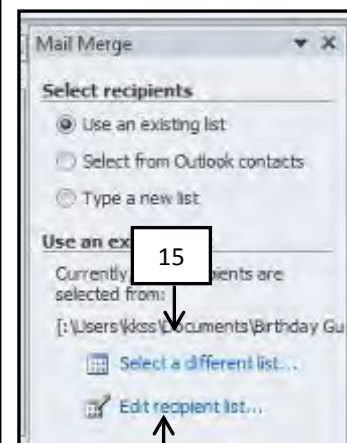 Mail Merge
Select recipients
Use an existing list
Select from Outlook contacts
Type a new list
Use an ex
15
Currently, ients are
selected from:
[:\Users\kkss\Documents\Birthday Gu
Select a different list...
Edit recipient list...